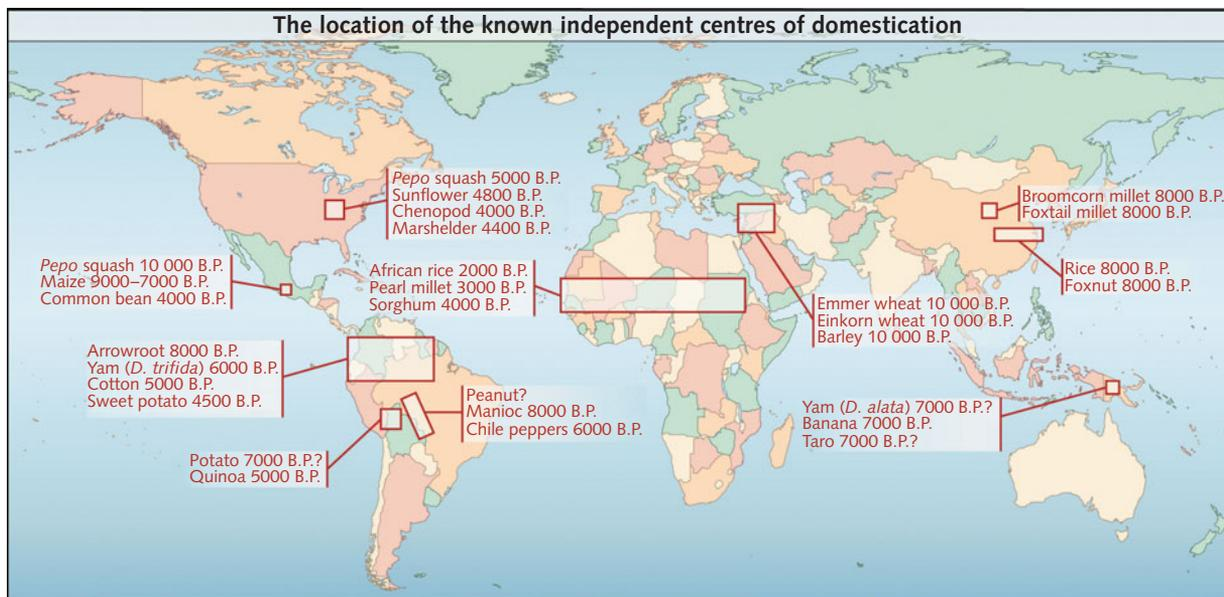 The location of the known independent centres of domestication
Pepo squash 5000 B.P.
Sunflower 4800 B.P.
Chenopod 4000 B.P.
Marshelder 4400 B.P.
Broomcorn millet 8000 B.P.
Foxtail millet 8000 B.P.
Pepo squash 10 000 B.P.
Maize 9000–7000 B.P.
Common bean 4000 B.P.
African rice 2000 B.P.
Pearl millet 3000 B.P.
Sorghum 4000 B.P.
Rice 8000 B.P.
Foxnut 8000 B.P.
Emmer wheat 10 000 B.P.
Einkorn wheat 10 000 B.P.
Barley 10 000 B.P.
Arrowroot 8000 B.P.
Yam (D. trifida) 6000 B.P.
Cotton 5000 B.P.
Sweet potato 4500 B.P.
Peanut?
Manioc 8000 B.P.
Chile peppers 6000 B.P.
Yam (D. alata) 7000 B.P.?
Banana 7000 B.P.
Taro 7000 B.P.?
Potato 7000 B.P.?
Quinoa 5000 B.P.